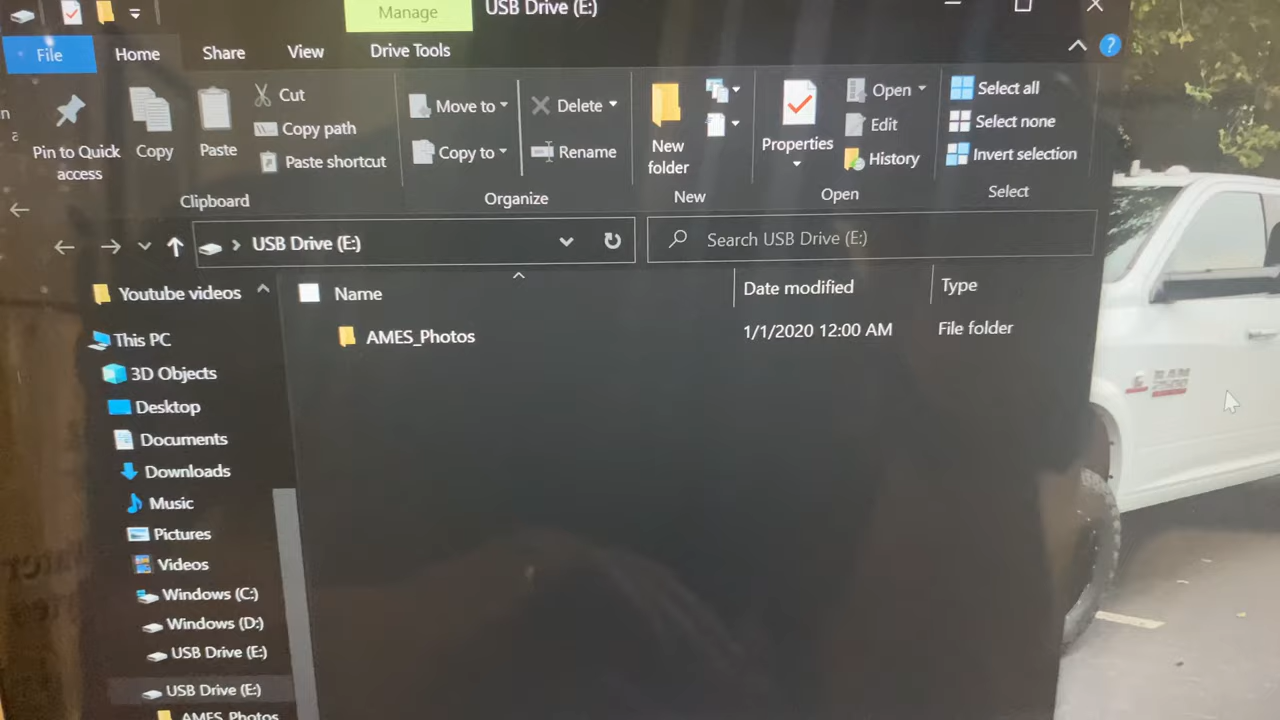 Manage
USB Drive (E:)
File
Home
Share
View
Drive Tools
Pin to Quick
access
Copy
Paste
Cut
Copy path
Paste shortcut
Clipboard
Move to
Copy to
Delete
Rename
Organize
New
folder
New
Properties
Open
Edit
History
Open
Select all
Select none
Invert selection
Select
USB Drive (E:)
Search USB Drive (E:)
Name
Date modified
Type
AMES_Photos
1/1/2020 12:00 AM
File folder
Youtube videos
This PC
3D Objects
Desktop
Documents
Downloads
Music
Pictures
Videos
Windows (C:)
Windows (D:)
USB Drive (E:)
USB Drive (E:)
AMES_Photos
RAM
2500